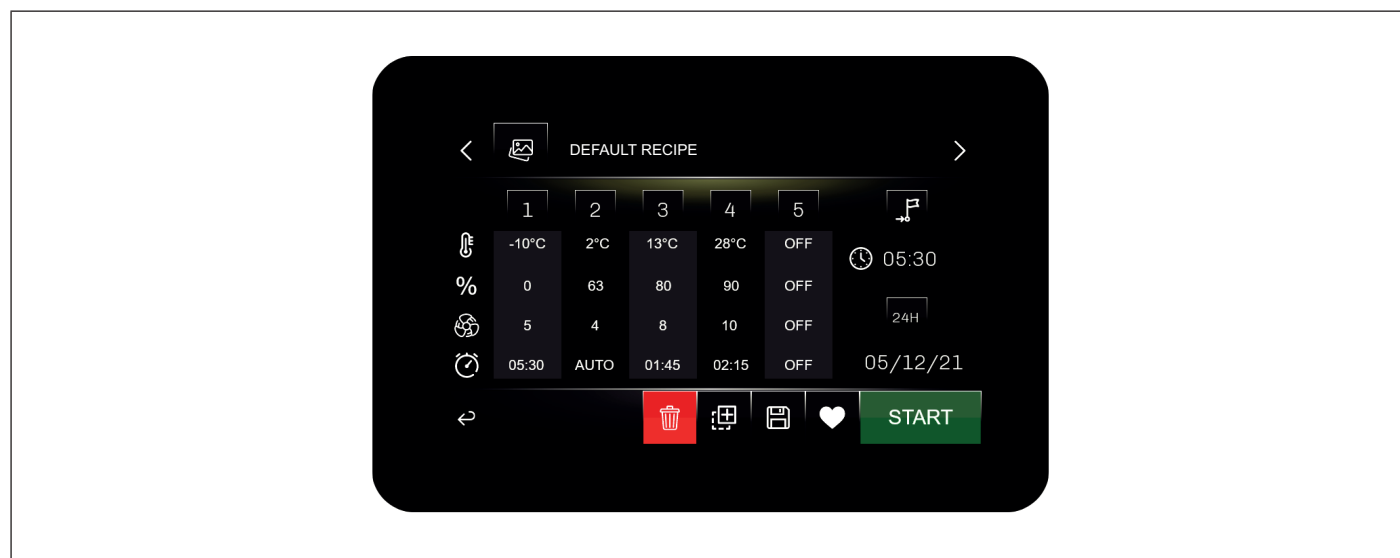 DEFAULT RECIPE
1 2 3 4 5
-10°C 2°C 13°C 28°C OFF
05:30
% 0 63 80 90 OFF
24H
5 4 8 10 OFF
05:30 AUTO 01:45 02:15 OFF
05/12/21
START